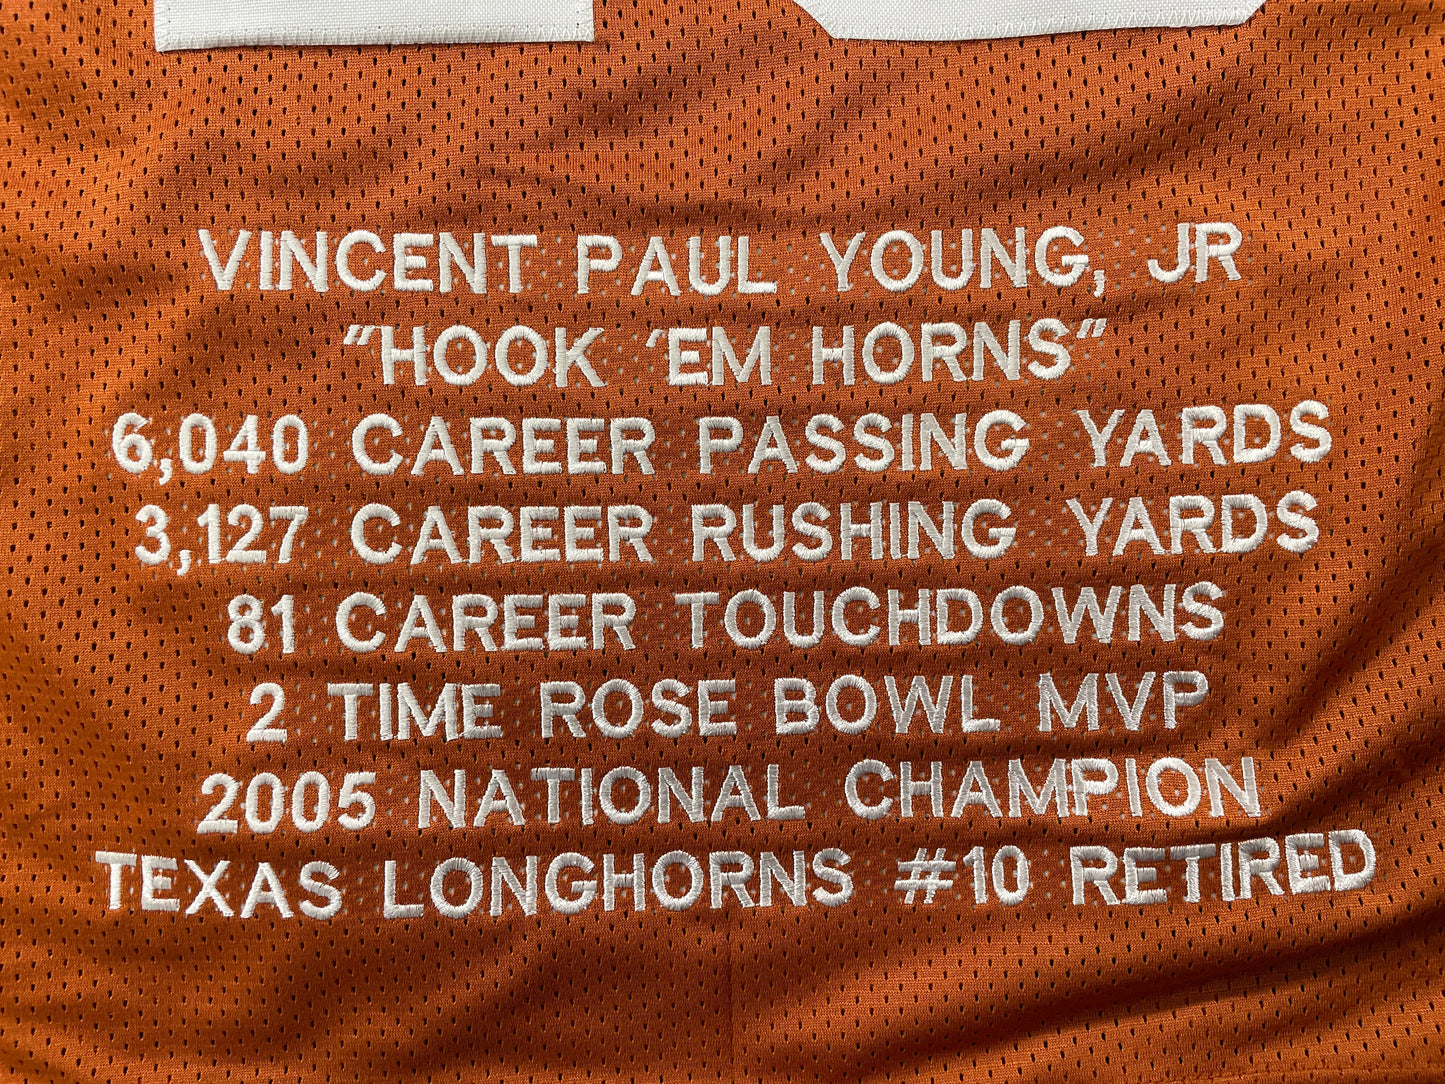 VINCENT PAUL YOUNG, JR
"HOOK 'EM HORNS"
6,040 CAREER PASSING YARDS
3,127 CAREER RUSHING YARDS
81 CAREER TOUCHDOWNS
2 TIME ROSE BOWL MVP
2005 NATIONAL CHAMPION
TEXAS LONGHORNS #10 RETIRED